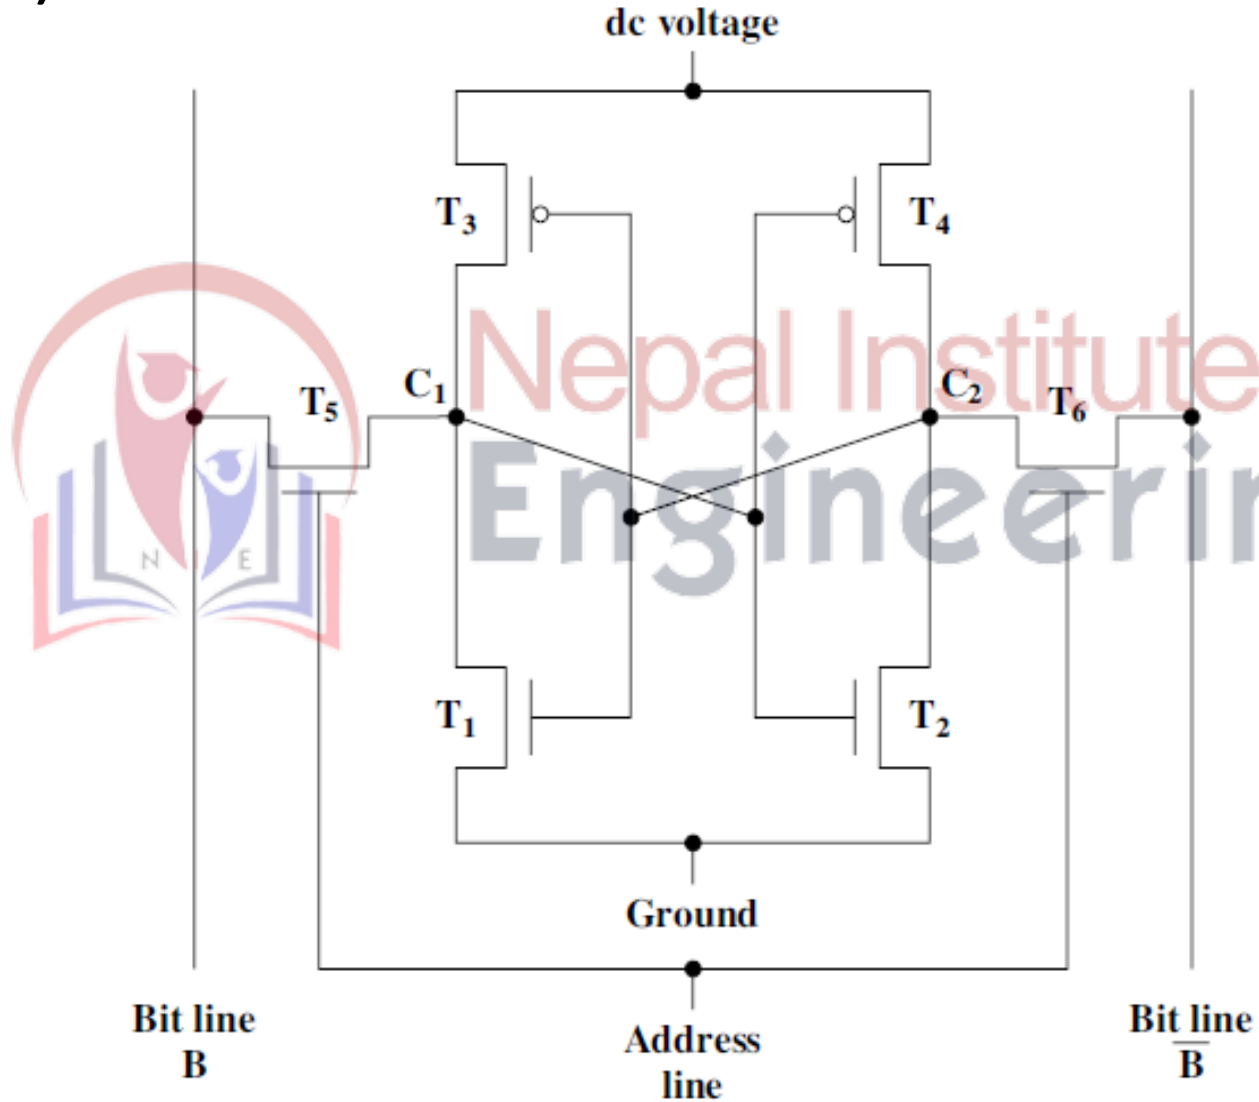 dc voltage
T3
T4
Nepal Institute
C1
C2
T5
T6
Engineerin
N
E
T1
T2
Ground
Bit line
B
Address
line
Bit line
B̅